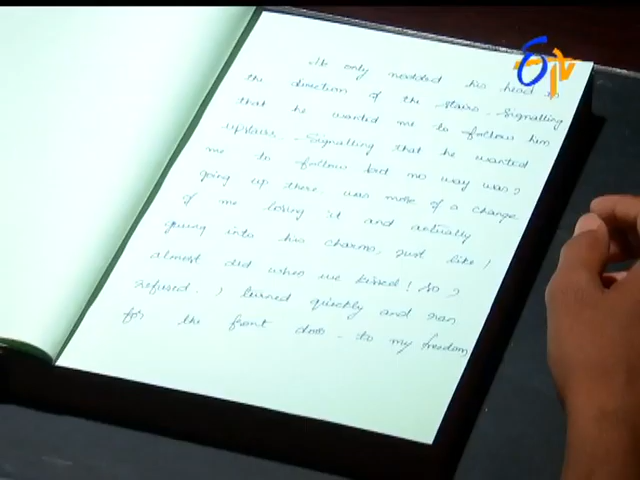 He only nodded his head in
the direction of the stairs. Signalling
that he wanted me to follow him
upstairs. Signalling that he wanted
me to follow but no way was I
going up there was more of a change
of me losing it and actually
giving into his charms, just like I
almost did when we kissed! So I
refused. I turned quickly and ran
for the front door - to my freedom
etv